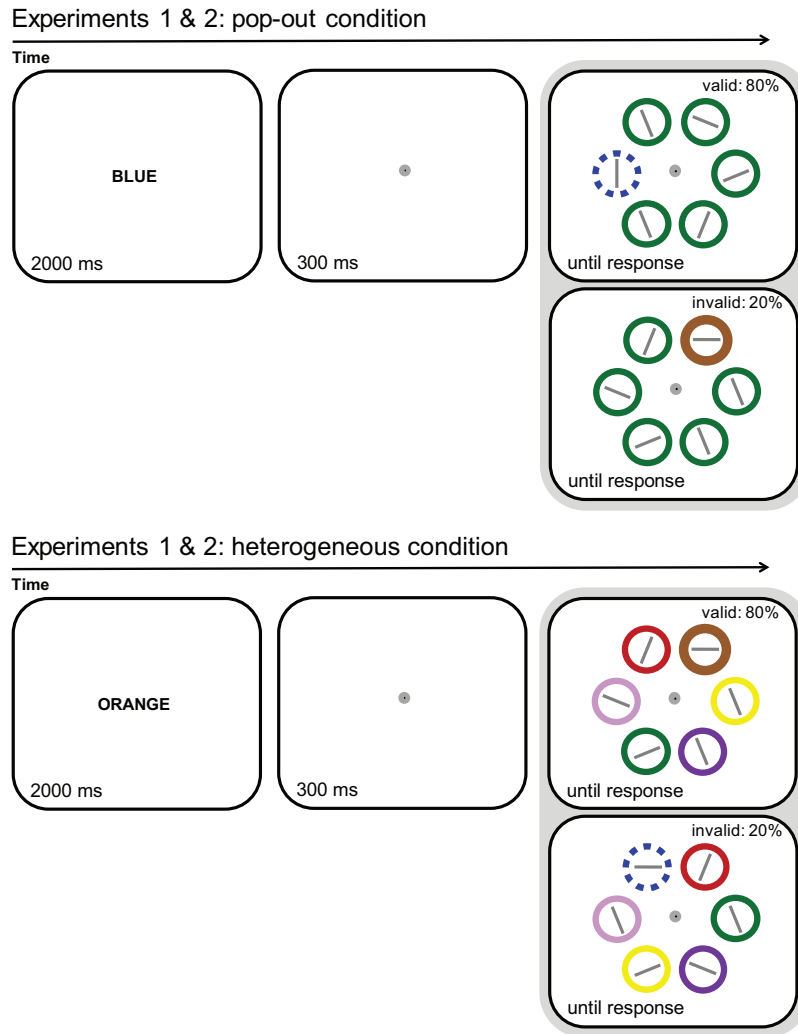 Experiments 1 & 2: pop-out condition
Time
BLUE
2000 ms
300 ms
valid: 80%
until response
invalid: 20%
until response
Experiments 1 & 2: heterogeneous condition
Time
ORANGE
2000 ms
300 ms
valid: 80%
until response
invalid: 20%
until response